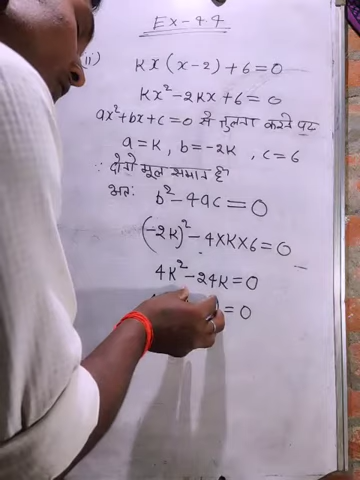 Ex-4.4
ii)
Kx(x-2)+6=0
Kx²-2Kx+6=0
ax²+bx+c=0 से तुलना करने पर
a=K, b=-2K, c=6
∵ दोनो मूल समान हैं
अतः b²-4ac=0
(-2K)²-4×K×6=0
4K²-24K=0
=0